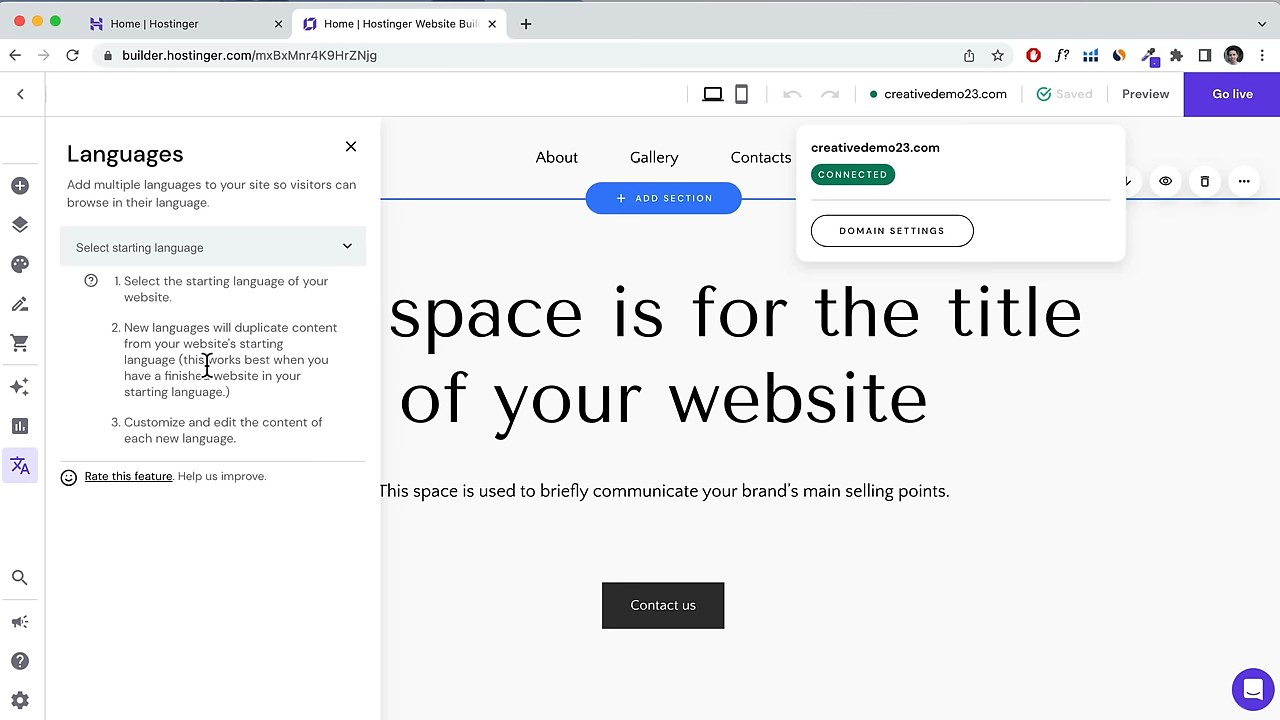 Home | Hostinger
Home | Hostinger Website Buil
builder.hostinger.com/mxBxMnr4K9HrZNjg
f?
creativedemo23.com
Saved
Preview
Go live
Languages
Add multiple languages to your site so visitors can
browse in their language.
Select starting language
1. Select the starting language of your
website.
2. New languages will duplicate content
from your website's starting
language (this works best when you
have a finished website in your
starting language.)
3. Customize and edit the content of
each new language.
Rate this feature. Help us improve.
About
Gallery
Contacts
+ ADD SECTION
creativedemo23.com
CONNECTED
DOMAIN SETTINGS
space is for the title
of your website
This space is used to briefly communicate your brand's main selling points.
Contact us